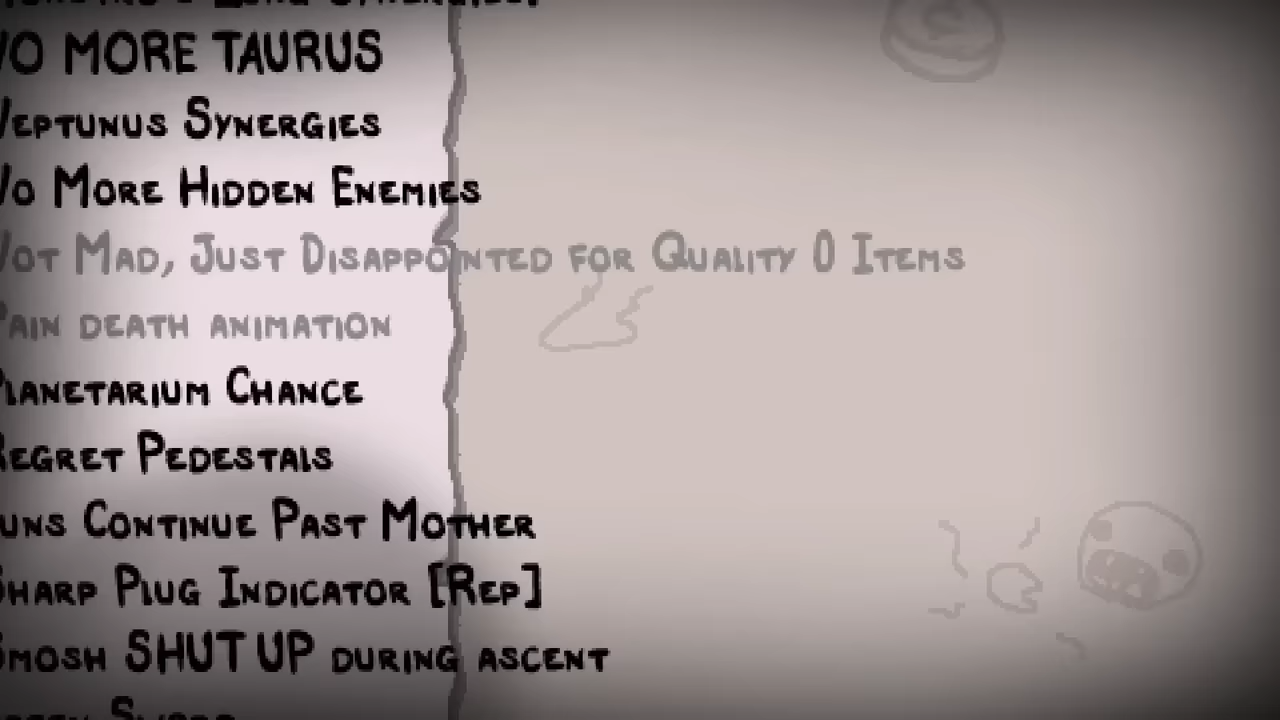 NO MORE TAURUS
Neptunus Synergies
No More Hidden Enemies
Not Mad, Just Disappointed for Quality 0 Items
Pain death animation
Planetarium Chance
Regret Pedestals
Runs Continue Past Mother
Sharp Plug Indicator [Rep]
Smosh SHUT UP during ascent